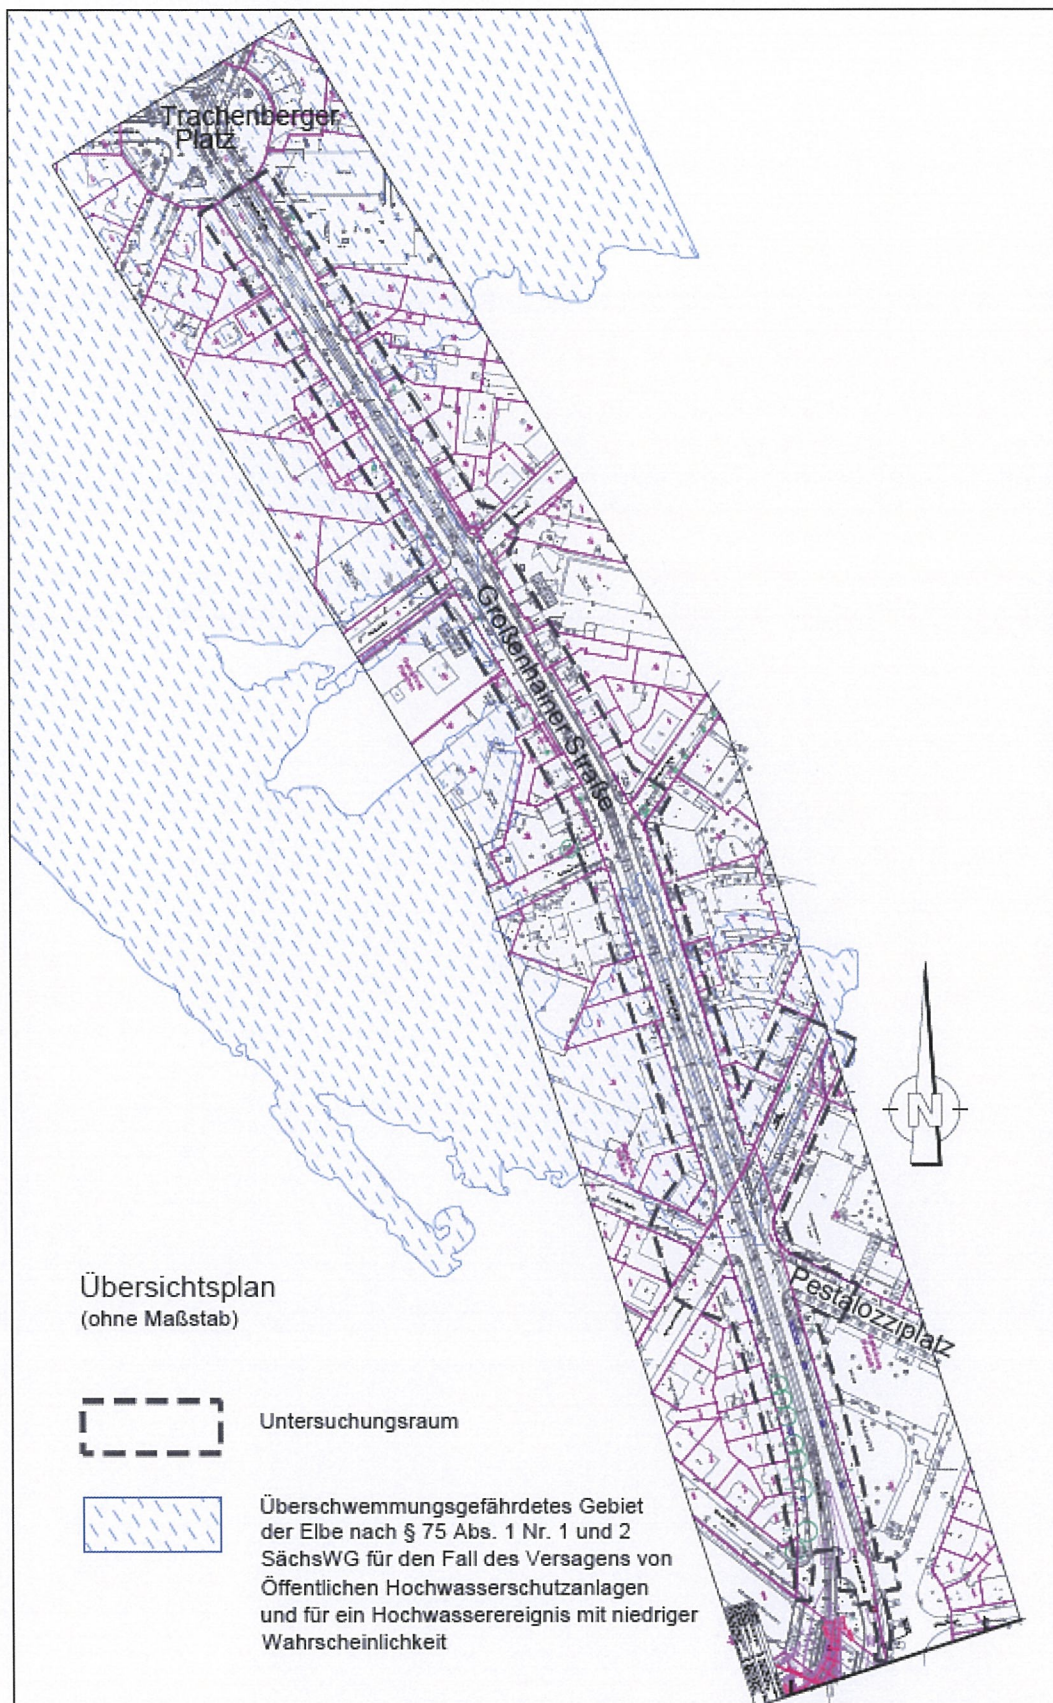 Trachenberger
Platz
Großenhainer Straße
N
Pestalozziplatz
Übersichtsplan
(ohne Maßstab)
Untersuchungsraum
Überschwemmungsgefährdetes Gebiet
der Elbe nach § 75 Abs. 1 Nr. 1 und 2
SächsWG für den Fall des Versagens von
Öffentlichen Hochwasserschutzanlagen
und für ein Hochwasserereignis mit niedriger
Wahrscheinlichkeit